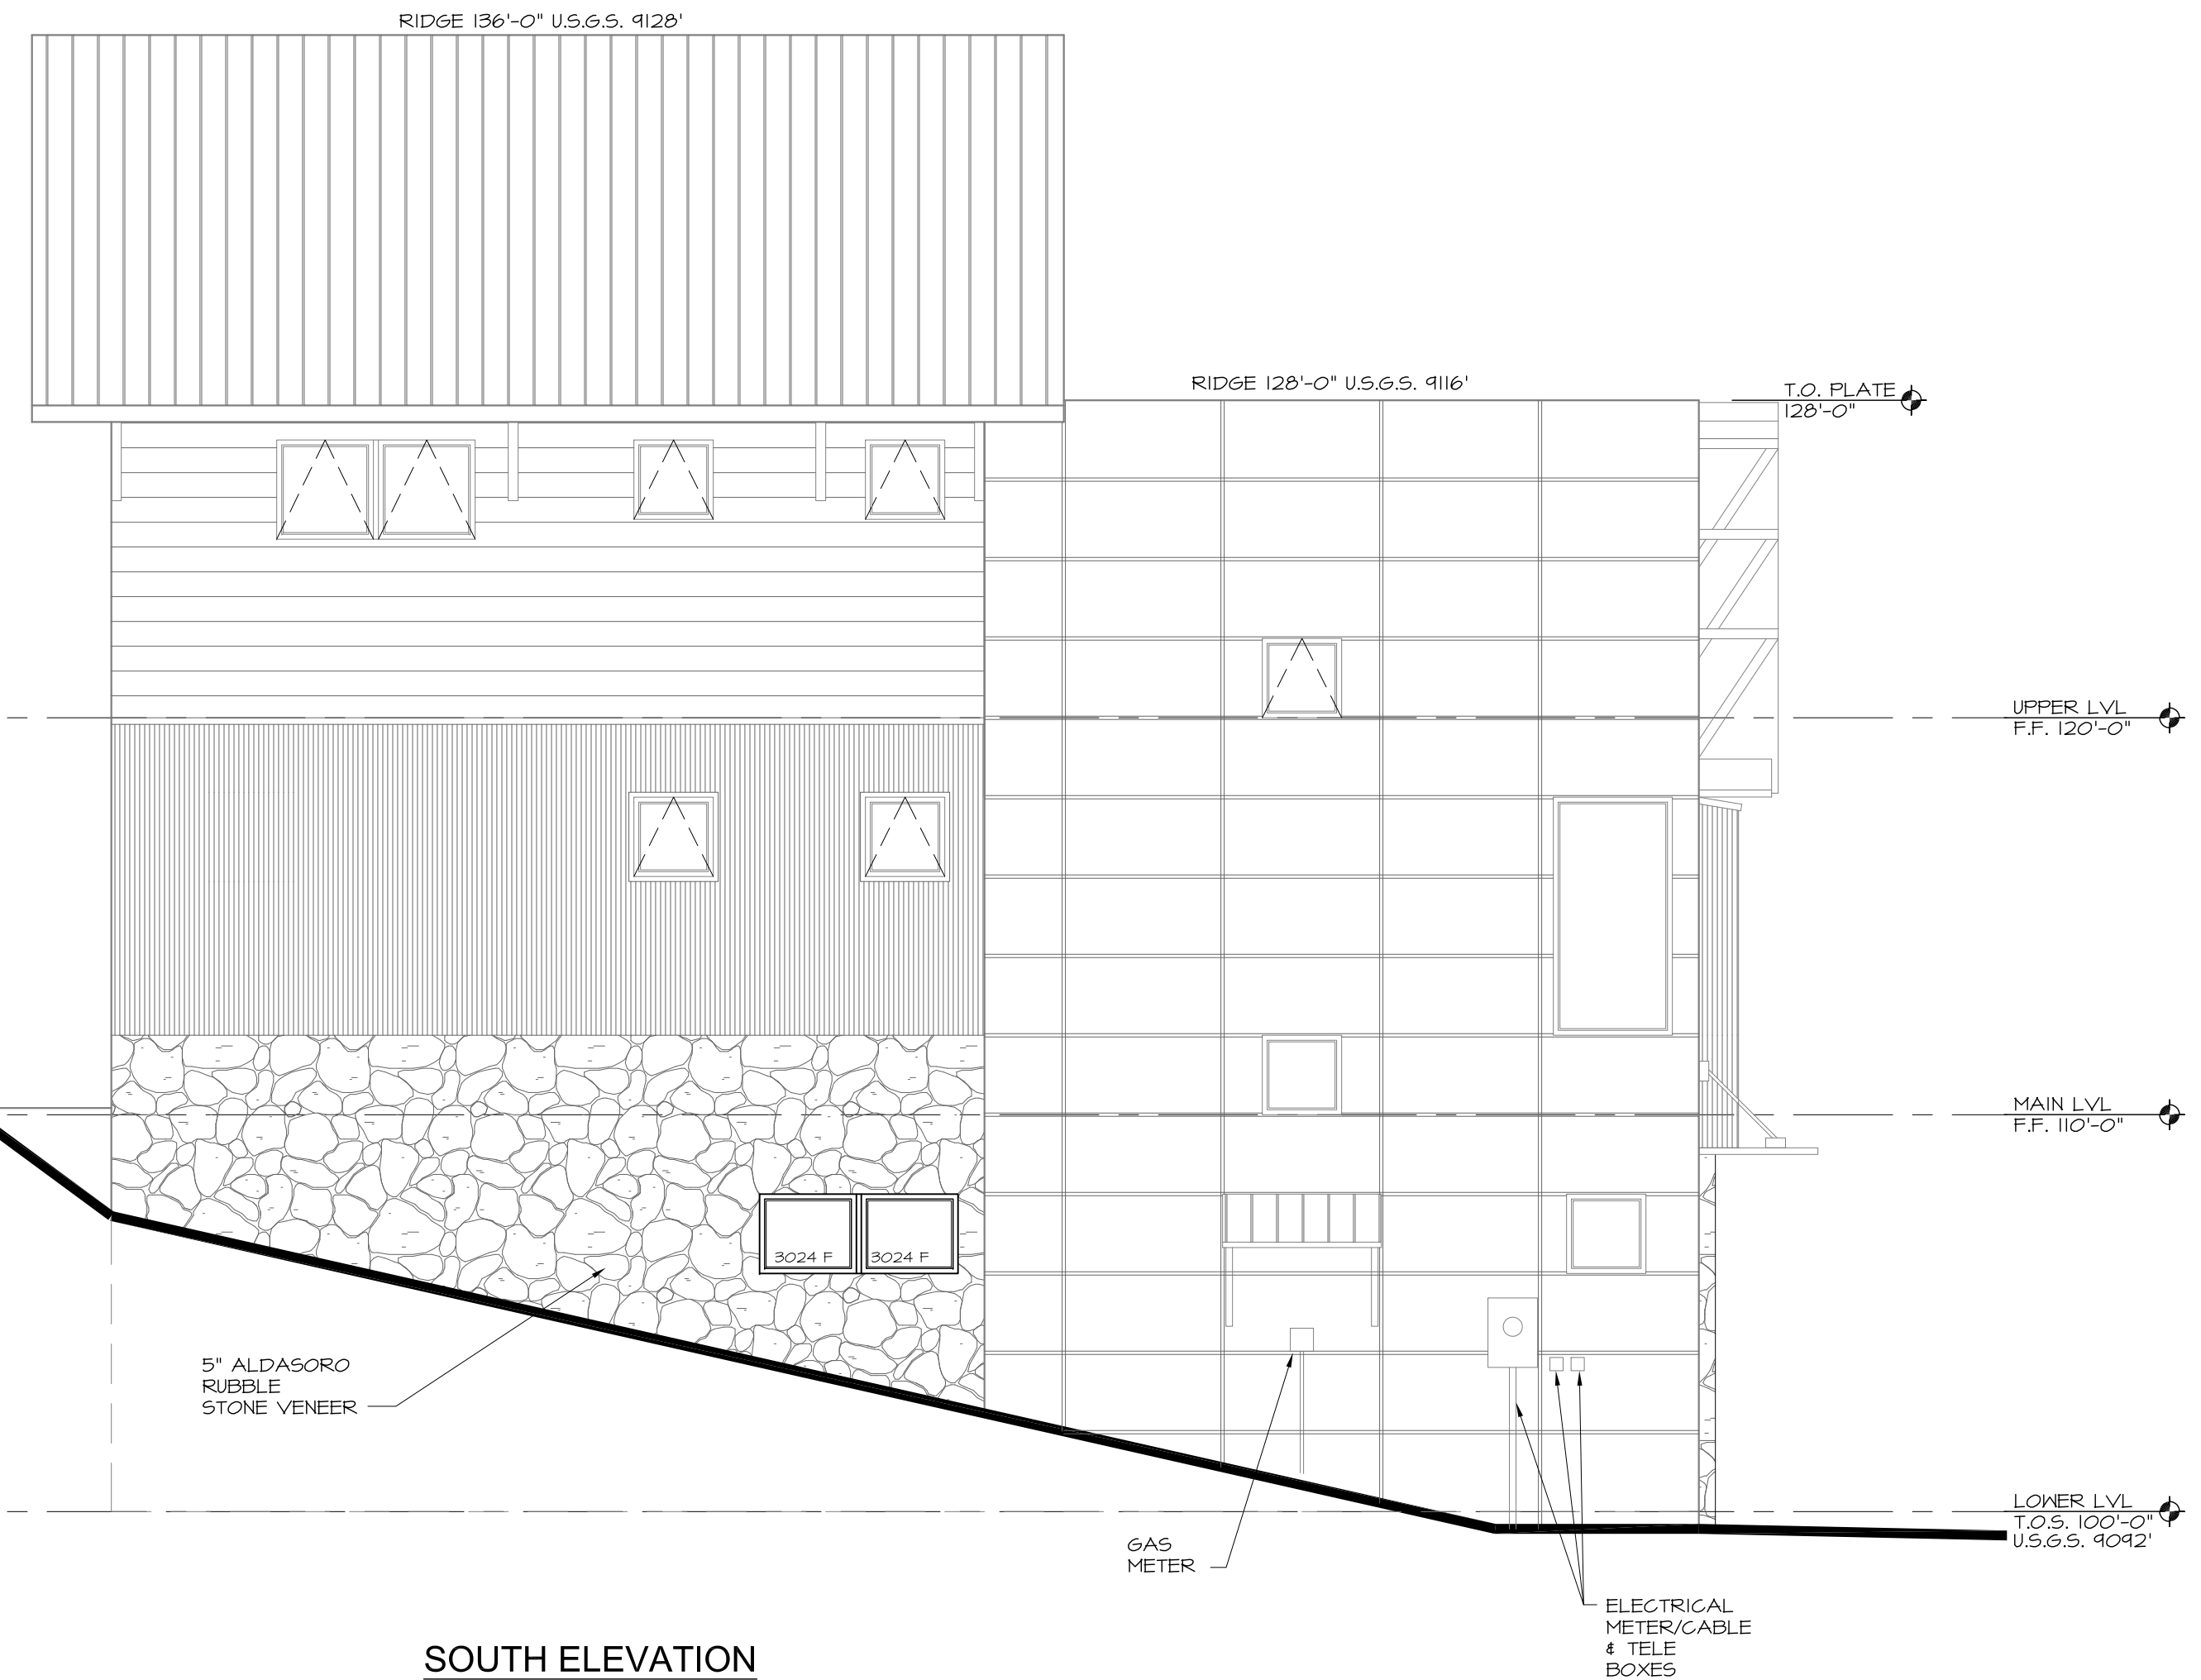 RIDGE 136'-0" U.S.G.S. 9128'
RIDGE 128'-0" U.S.G.S. 9116'
T.O. PLATE
128'-0"
UPPER LVL
F.F. 120'-0"
MAIN LVL
F.F. 110'-0"
3024 F
3024 F
5" ALDASORO
RUBBLE
STONE VENEER
LOWER LVL
T.O.S. 100'-0"
U.S.G.S. 9092'
GAS
METER
ELECTRICAL
METER/CABLE
& TELE
BOXES
SOUTH ELEVATION